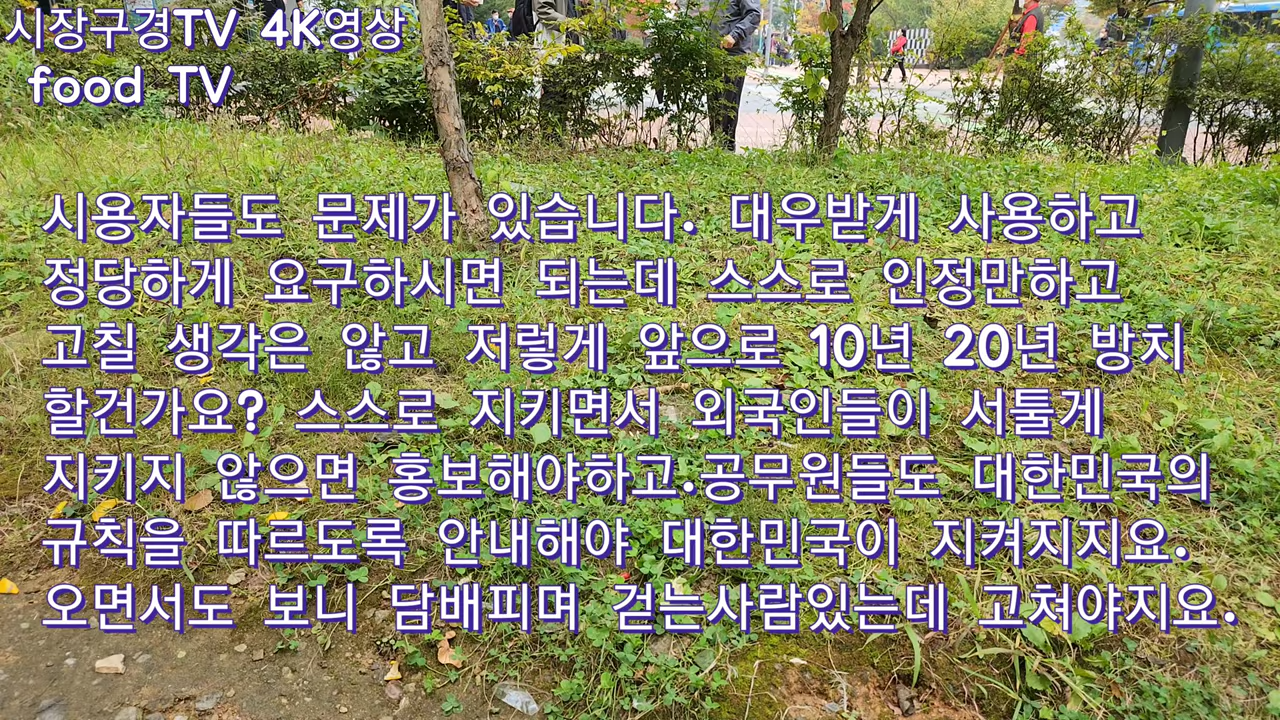 시장구경TV 4K영상
food TV
시용자들도 문제가 있습니다. 대우받게 사용하고
정당하게 요구하시면 되는데 스스로 인정만하고
고칠 생각은 않고 저렇게 앞으로 10년 20년 방치
할건가요? 스스로 지키면서 외국인들이 서툴게
지키지 않으면 홍보해야하고.공무원들도 대한민국의
규칙을 따르도록 안내해야 대한민국이 지켜지지요.
오면서도 보니 담배피며 걷는사람있는데 고쳐야지요.